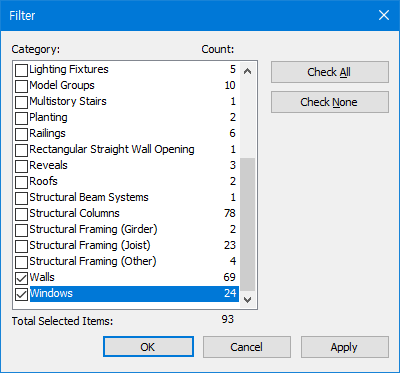 Filter
Category: Count:
Lighting Fixtures 5
Model Groups 10
Multistory Stairs 1
Planting 2
Railings 6
Rectangular Straight Wall Opening 1
Reveals 3
Roofs 2
Structural Beam Systems 1
Structural Columns 78
Structural Framing (Girder) 2
Structural Framing (Joist) 23
Structural Framing (Other) 4
Walls 69
Windows 24
Total Selected Items: 93
Check All
Check None
OK Cancel Apply